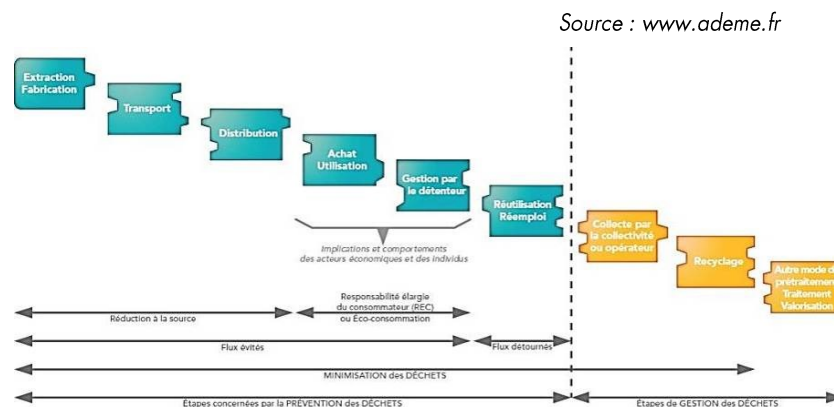 Source : www.ademe.fr
Extraction
Fabrication
Transport
Distribution
Achat
Utilisation
Gestion par
le détenteur
Réutilisation
Réemploi
Collecte par
la collectivité
ou opérateur
Recyclage
Autre mode d
prétraitemen
Traitement
Valorisation
Implications et comportements
des acteurs économiques et des individus
Réduction à la source
Responsabilité élargie
du consommateur (REC)
ou Éco-consommation
Flux évités
Flux détournés
MINIMISATION des DÉCHETS
Étapes concernées par la PRÉVENTION des DÉCHETS
Étapes de GESTION des DÉCHETS